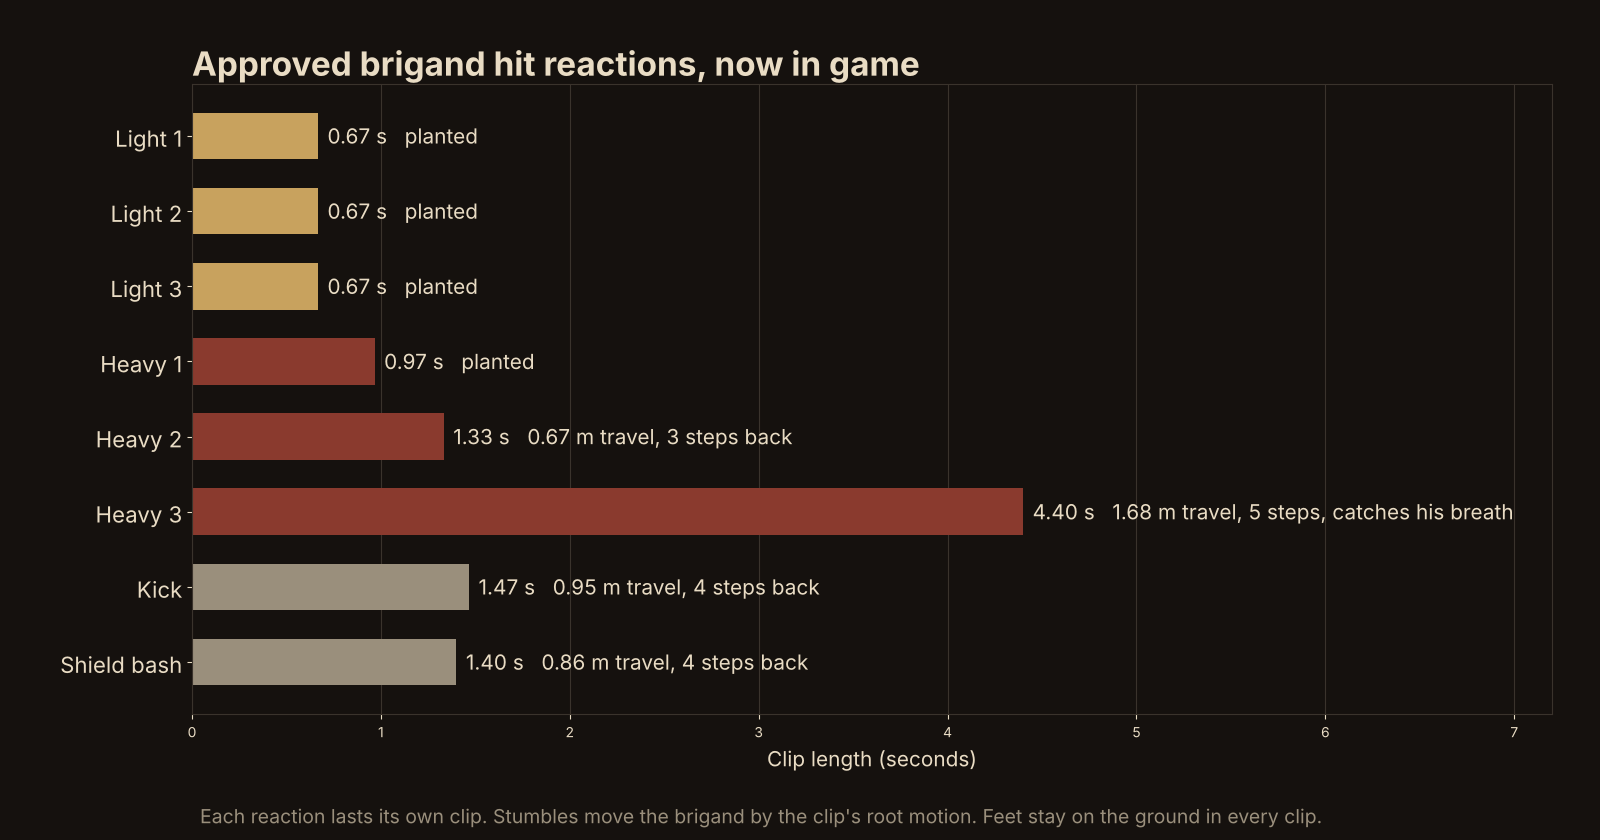 Approved brigand hit reactions, now in game
Light 1 0.67 s planted
Light 2 0.67 s planted
Light 3 0.67 s planted
Heavy 1 0.97 s planted
Heavy 2 1.33 s 0.67 m travel, 3 steps back
Heavy 3 4.40 s 1.68 m travel, 5 steps, catches his breath
Kick 1.47 s 0.95 m travel, 4 steps back
Shield bash 1.40 s 0.86 m travel, 4 steps back
0 1 2 3 4 5 6 7
Clip length (seconds)
Each reaction lasts its own clip. Stumbles move the brigand by the clip's root motion. Feet stay on the ground in every clip.